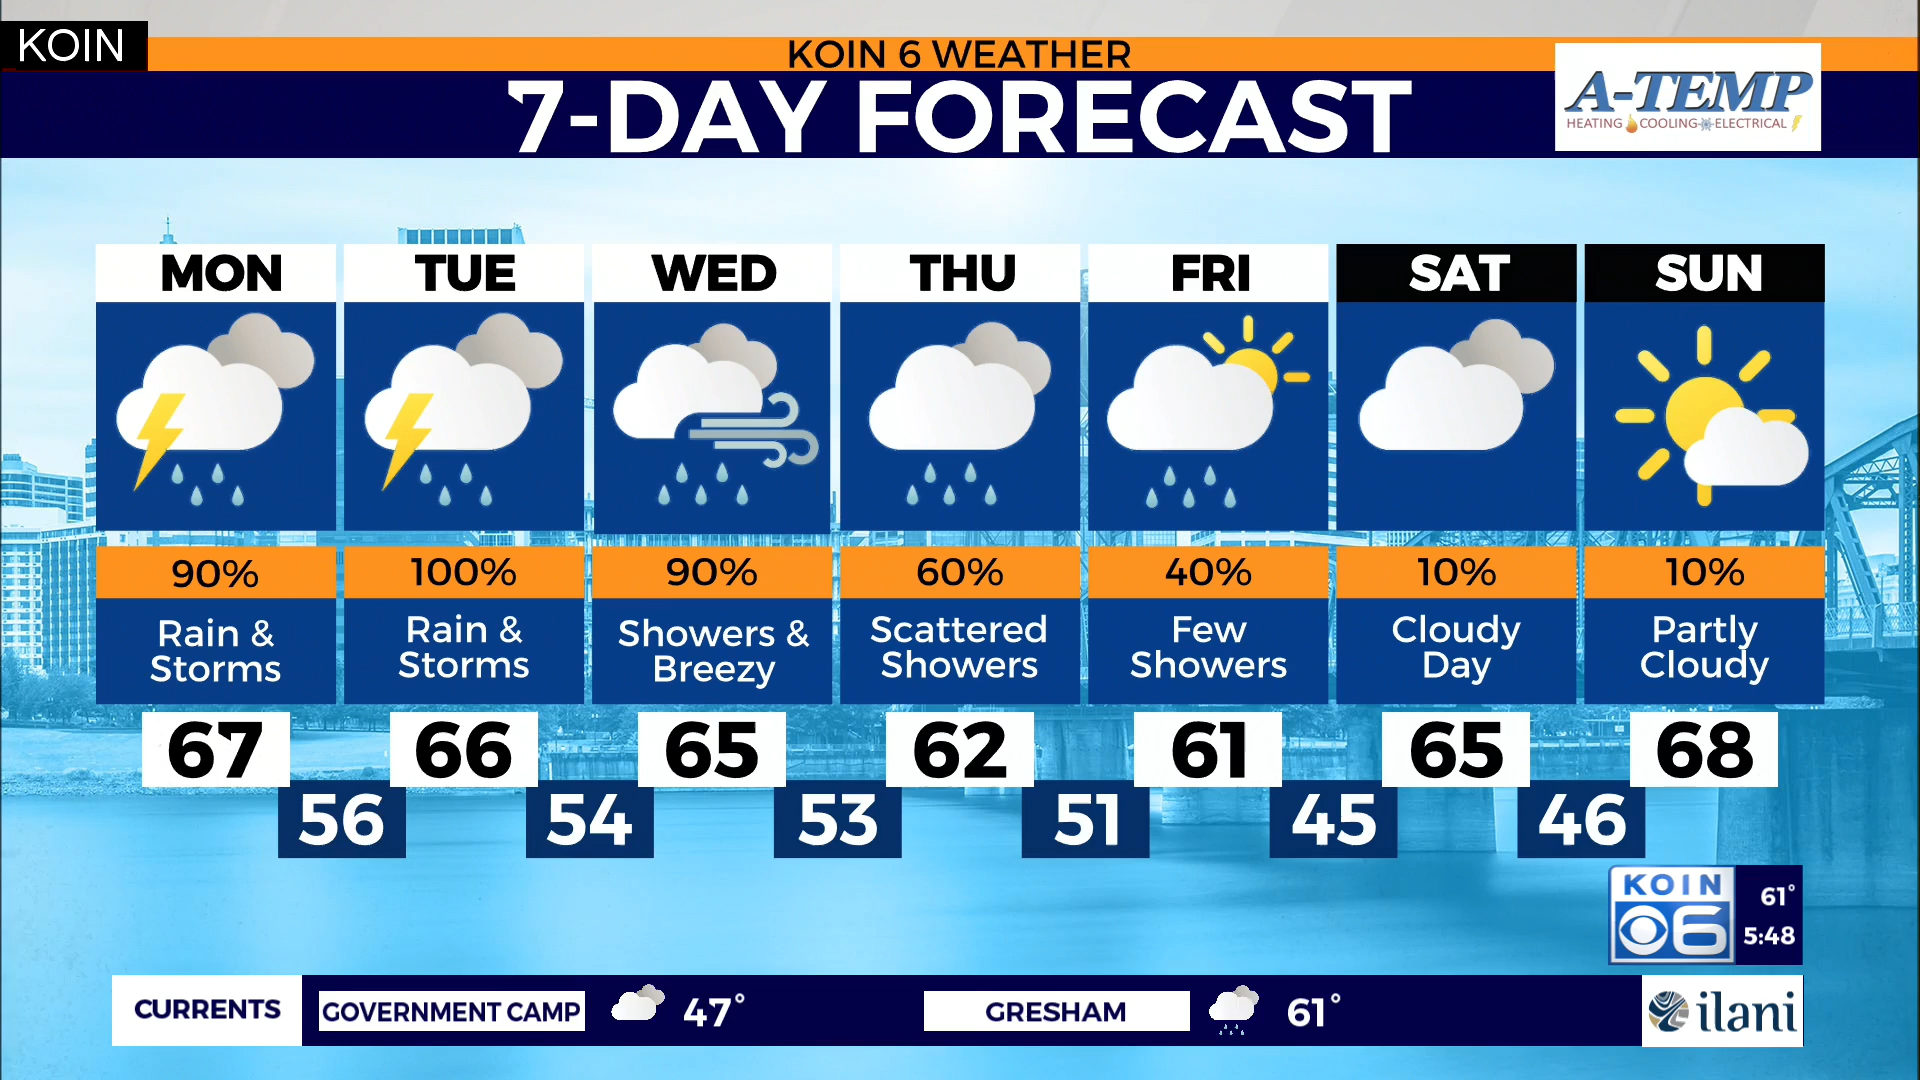 KOIN
KOIN 6 WEATHER
7-DAY FORECAST
A-TEMP
HEATING COOLING ELECTRICAL
MON TUE WED THU FRI SAT SUN
90% 100% 90% 60% 40% 10% 10%
Rain & Rain & Showers & Scattered Few Cloudy Partly
Storms Storms Breezy Showers Showers Day Cloudy
67 66 65 62 61 65 68
56 54 53 51 45 46
KOIN 61°
6 5:48
CURRENTS GOVERNMENT CAMP 47° GRESHAM 61° ilani